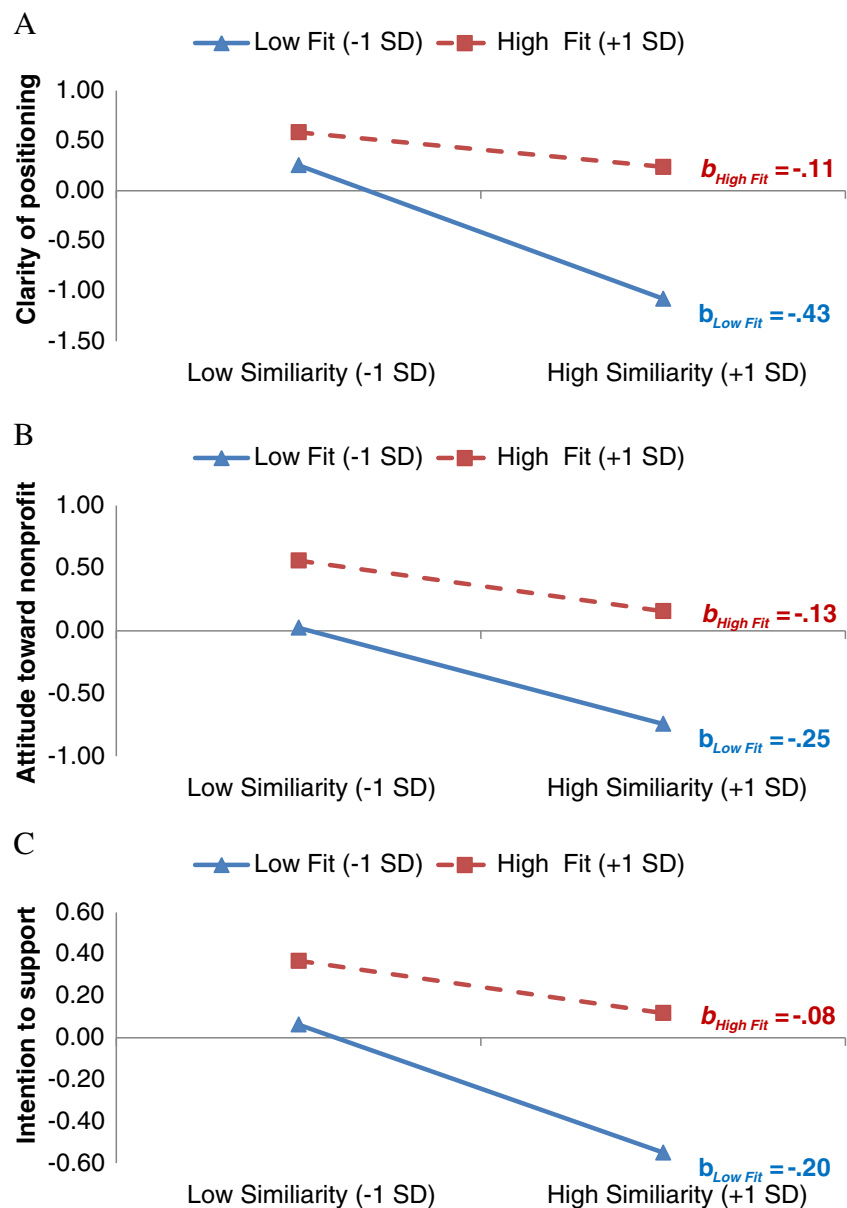 A
Low Fit (-1 SD) High Fit (+1 SD)
Clarity of positioning
1.00
0.50
0.00
-0.50
-1.00
-1.50
b High Fit = -.11
b Low Fit = -.43
Low Similiarity (-1 SD) High Similiarity (+1 SD)
B
Low Fit (-1 SD) High Fit (+1 SD)
Attitude toward nonprofit
1.00
0.50
0.00
-0.50
-1.00
b High Fit = -.13
b Low Fit = -.25
Low Similiarity (-1 SD) High Similiarity (+1 SD)
C
Low Fit (-1 SD) High Fit (+1 SD)
Intention to support
0.60
0.40
0.20
0.00
-0.20
-0.40
-0.60
b High Fit = -.08
b Low Fit = -.20
Low Similiarity (-1 SD) High Similiarity (+1 SD)